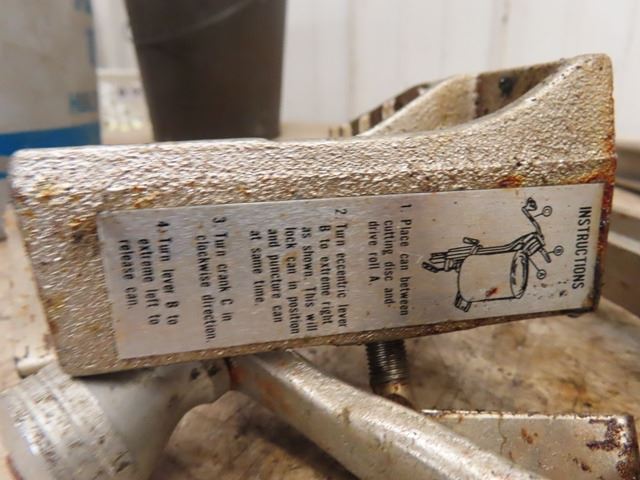 INSTRUCTIONS
1. Place can between
cutting disc and
drive roll A.
2. Turn eccentric lever
B to extreme right
as shown. This will
lock can in position
and puncture can
at same time.
3. Turn crank C in
clockwise direction.
4. Turn lever B to
extreme left to
release can.